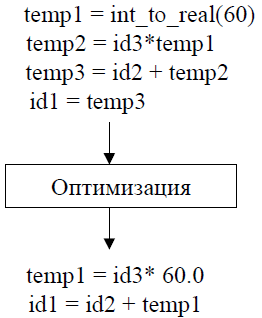 temp1 = int_to_real(60)
temp2 = id3*temp1
temp3 = id2 + temp2
id1 = temp3
Оптимизация
temp1 = id3* 60.0
id1 = id2 + temp1